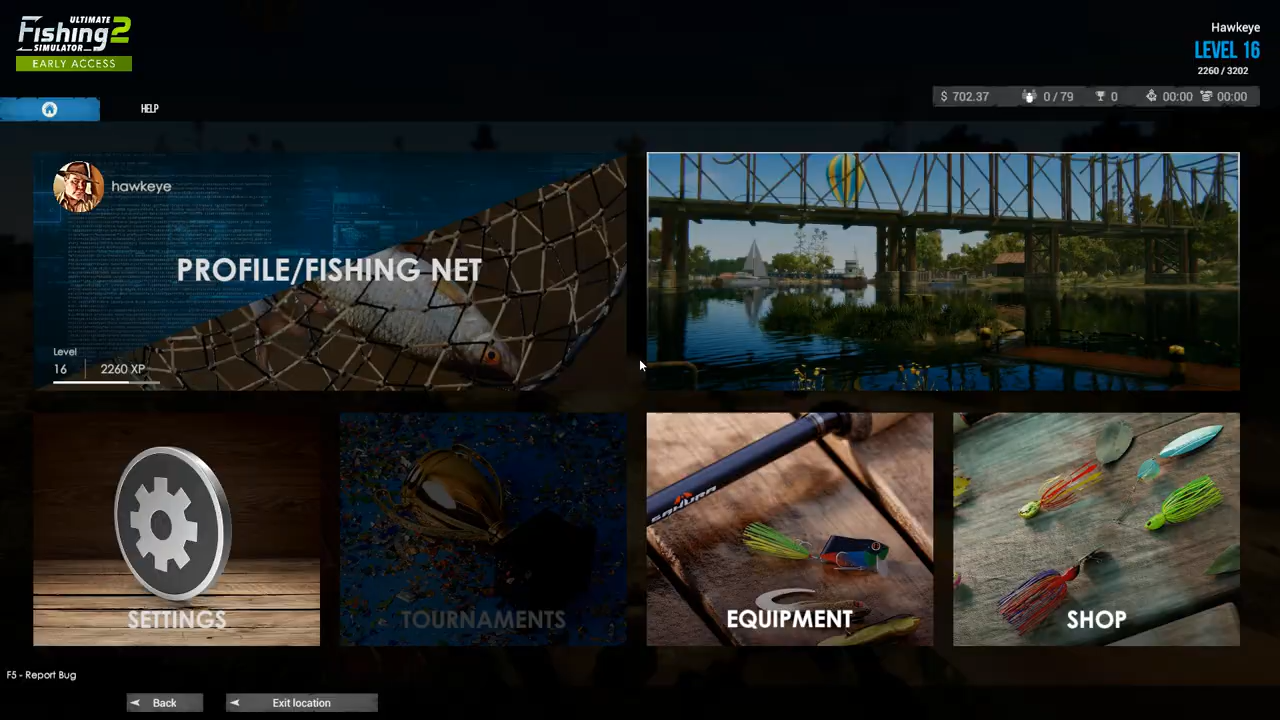 ULTIMATE
Fishing 2
SIMULATOR
EARLY ACCESS
Hawkeye
LEVEL 16
2260 / 3202
HELP
$ 702.37
0 / 79
0
00:00
00:00
hawkeye
PROFILE/FISHING NET
Level
16
2260 XP
SETTINGS
TOURNAMENTS
SAKURA
EQUIPMENT
SHOP
F5 - Report Bug
Back
Exit location